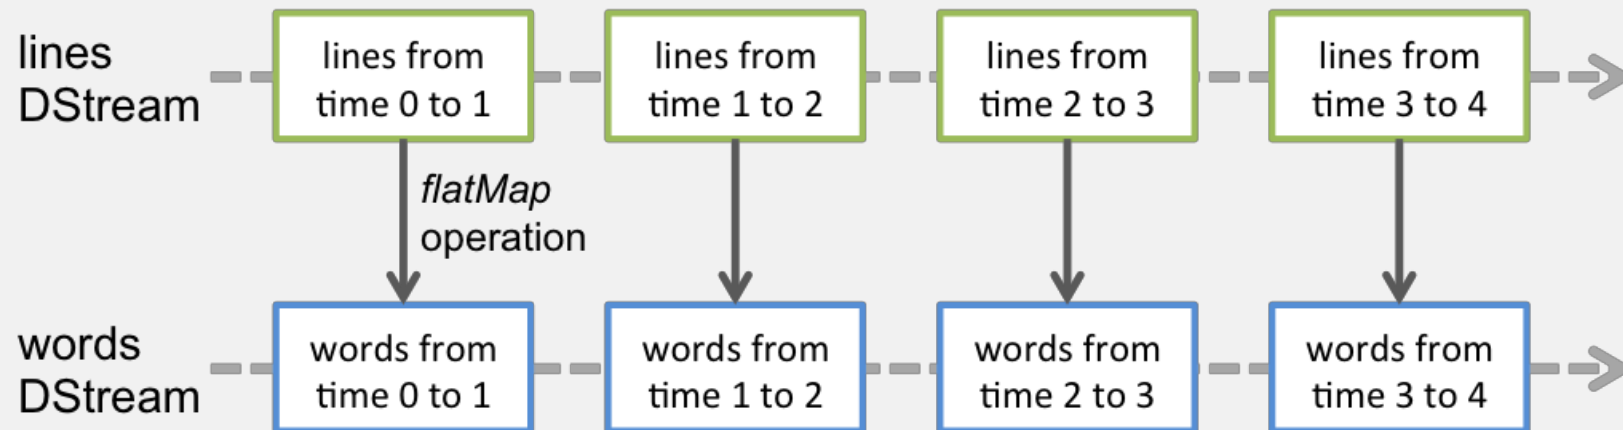 lines
DStream
lines from
time 0 to 1
lines from
time 1 to 2
lines from
time 2 to 3
lines from
time 3 to 4
flatMap
operation
words
DStream
words from
time 0 to 1
words from
time 1 to 2
words from
time 2 to 3
words from
time 3 to 4